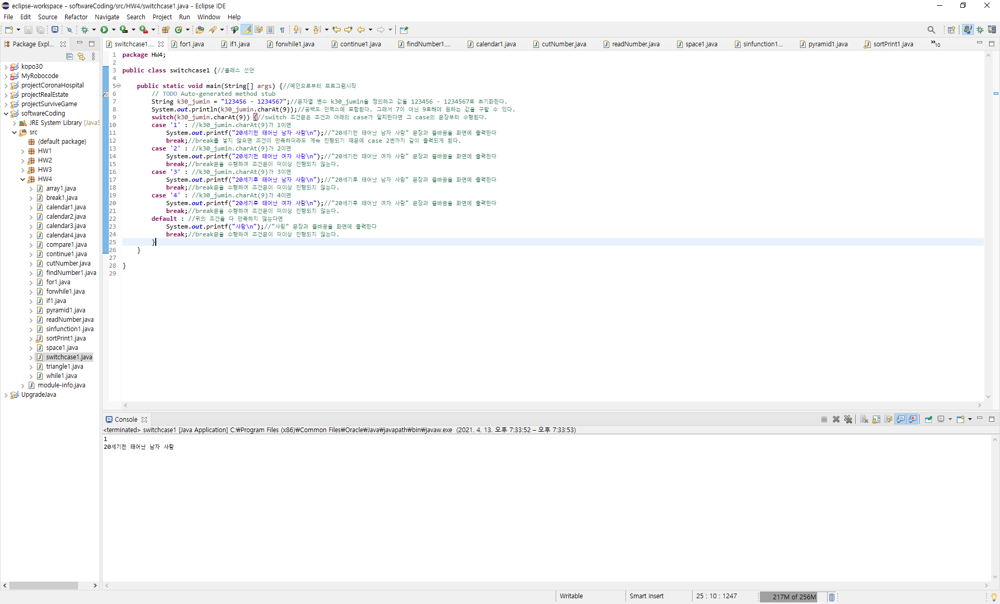 eclipse-workspace - softwareCoding/src/HW4/switchcase1.java - Eclipse IDE
File Edit Source Refactor Navigate Search Project Run Window Help
Package Expl...
switchcase1.... for1.java if1.java forwhile1.java continue1.java findNumber1.... calendar1.java cutNumber.java readNumber.java space1.java sinfunction1... pyramid1.java sortPrint1.java »10
kopo30
MyRobocode
projectCoronaHospital
projectRealEstate
projectSurviveGame
softwareCoding
JRE System Library [JavaS
src
(default package)
HW1
HW2
HW3
HW4
array1.java
break1.java
calendar1.java
calendar2.java
calendar3.java
calendar4.java
compare1.java
continue1.java
cutNumber.java
findNumber1.java
for1.java
forwhile1.java
if1.java
pyramid1.java
readNumber.java
sinfunction1.java
sortPrint1.java
space1.java
switchcase1.java
triangle1.java
while1.java
module-info.java
UpgradeJava
1 package HW4;
2
3 public class switchcase1 {//클래스 선언
4
5 public static void main(String[] args) {//메인으로부터 프로그램시작
6 // TODO Auto-generated method stub
7 String k30_jumin = "123456 - 1234567";//문자열 변수 k30_jumin을 정의하고 값을 123456 - 1234567로 초기화한다.
8 System.out.println(k30_jumin.charAt(9));//공백도 인덱스에 포함된다. 그래서 7이 아닌 9로해야 원하는 값을 구할 수 있다.
9 switch(k30_jumin.charAt(9)) {//switch 조건문은 조건과 아래의 case가 일치한다면 그 case의 문장부터 수행된다.
10 case '1' : //k30_jumin.charAt(9)가 1이면
11 System.out.printf("20세기전 태어난 남자 사람\n");//"20세기전 태어난 남자 사람" 문장과 줄바꿈을 화면에 출력한다
12 break;//break를 넣지 않으면 조건이 만족하더라도 계속 진행되기 때문에 case 2번까지 같이 출력되게 된다.
13 case '2' : //k30_jumin.charAt(9)가 2이면
14 System.out.printf("20세기전 태어난 여자 사람\n");//"20세기전 태어난 여자 사람" 문장과 줄바꿈을 화면에 출력한다
15 break;//break문을 수행하여 조건문이 더이상 진행되지 않는다.
16 case '3' : //k30_jumin.charAt(9)가 3이면
17 System.out.printf("20세기후 태어난 남자 사람\n");//"20세기후 태어난 남자 사람" 문장과 줄바꿈을 화면에 출력한다
18 break;//break문을 수행하여 조건문이 더이상 진행되지 않는다.
19 case '4' : //k30_jumin.charAt(9)가 4이면
20 System.out.printf("20세기후 태어난 여자 사람\n");//"20세기후 태어난 여자 사람" 문장과 줄바꿈을 화면에 출력한다
21 break;//break문을 수행하여 조건문이 더이상 진행되지 않는다.
22 default : //위의 조건을 다 만족하지 않는다면
23 System.out.printf("사람\n");//"사람" 문장과 줄바꿈을 화면에 출력한다
24 break;//break문을 수행하여 조건문이 더이상 진행되지 않는다.
25 }
26 }
27
28 }
29
Console
<terminated> switchcase1 [Java Application] C:₩Program Files (x86)₩Common Files₩Oracle₩Java₩javapath₩bin₩javaw.exe (2021. 4. 13. 오후 7:33:52 – 오후 7:33:53)
1
20세기전 태어난 남자 사람
Writable Smart Insert 25 : 10 : 1247 217M of 256M